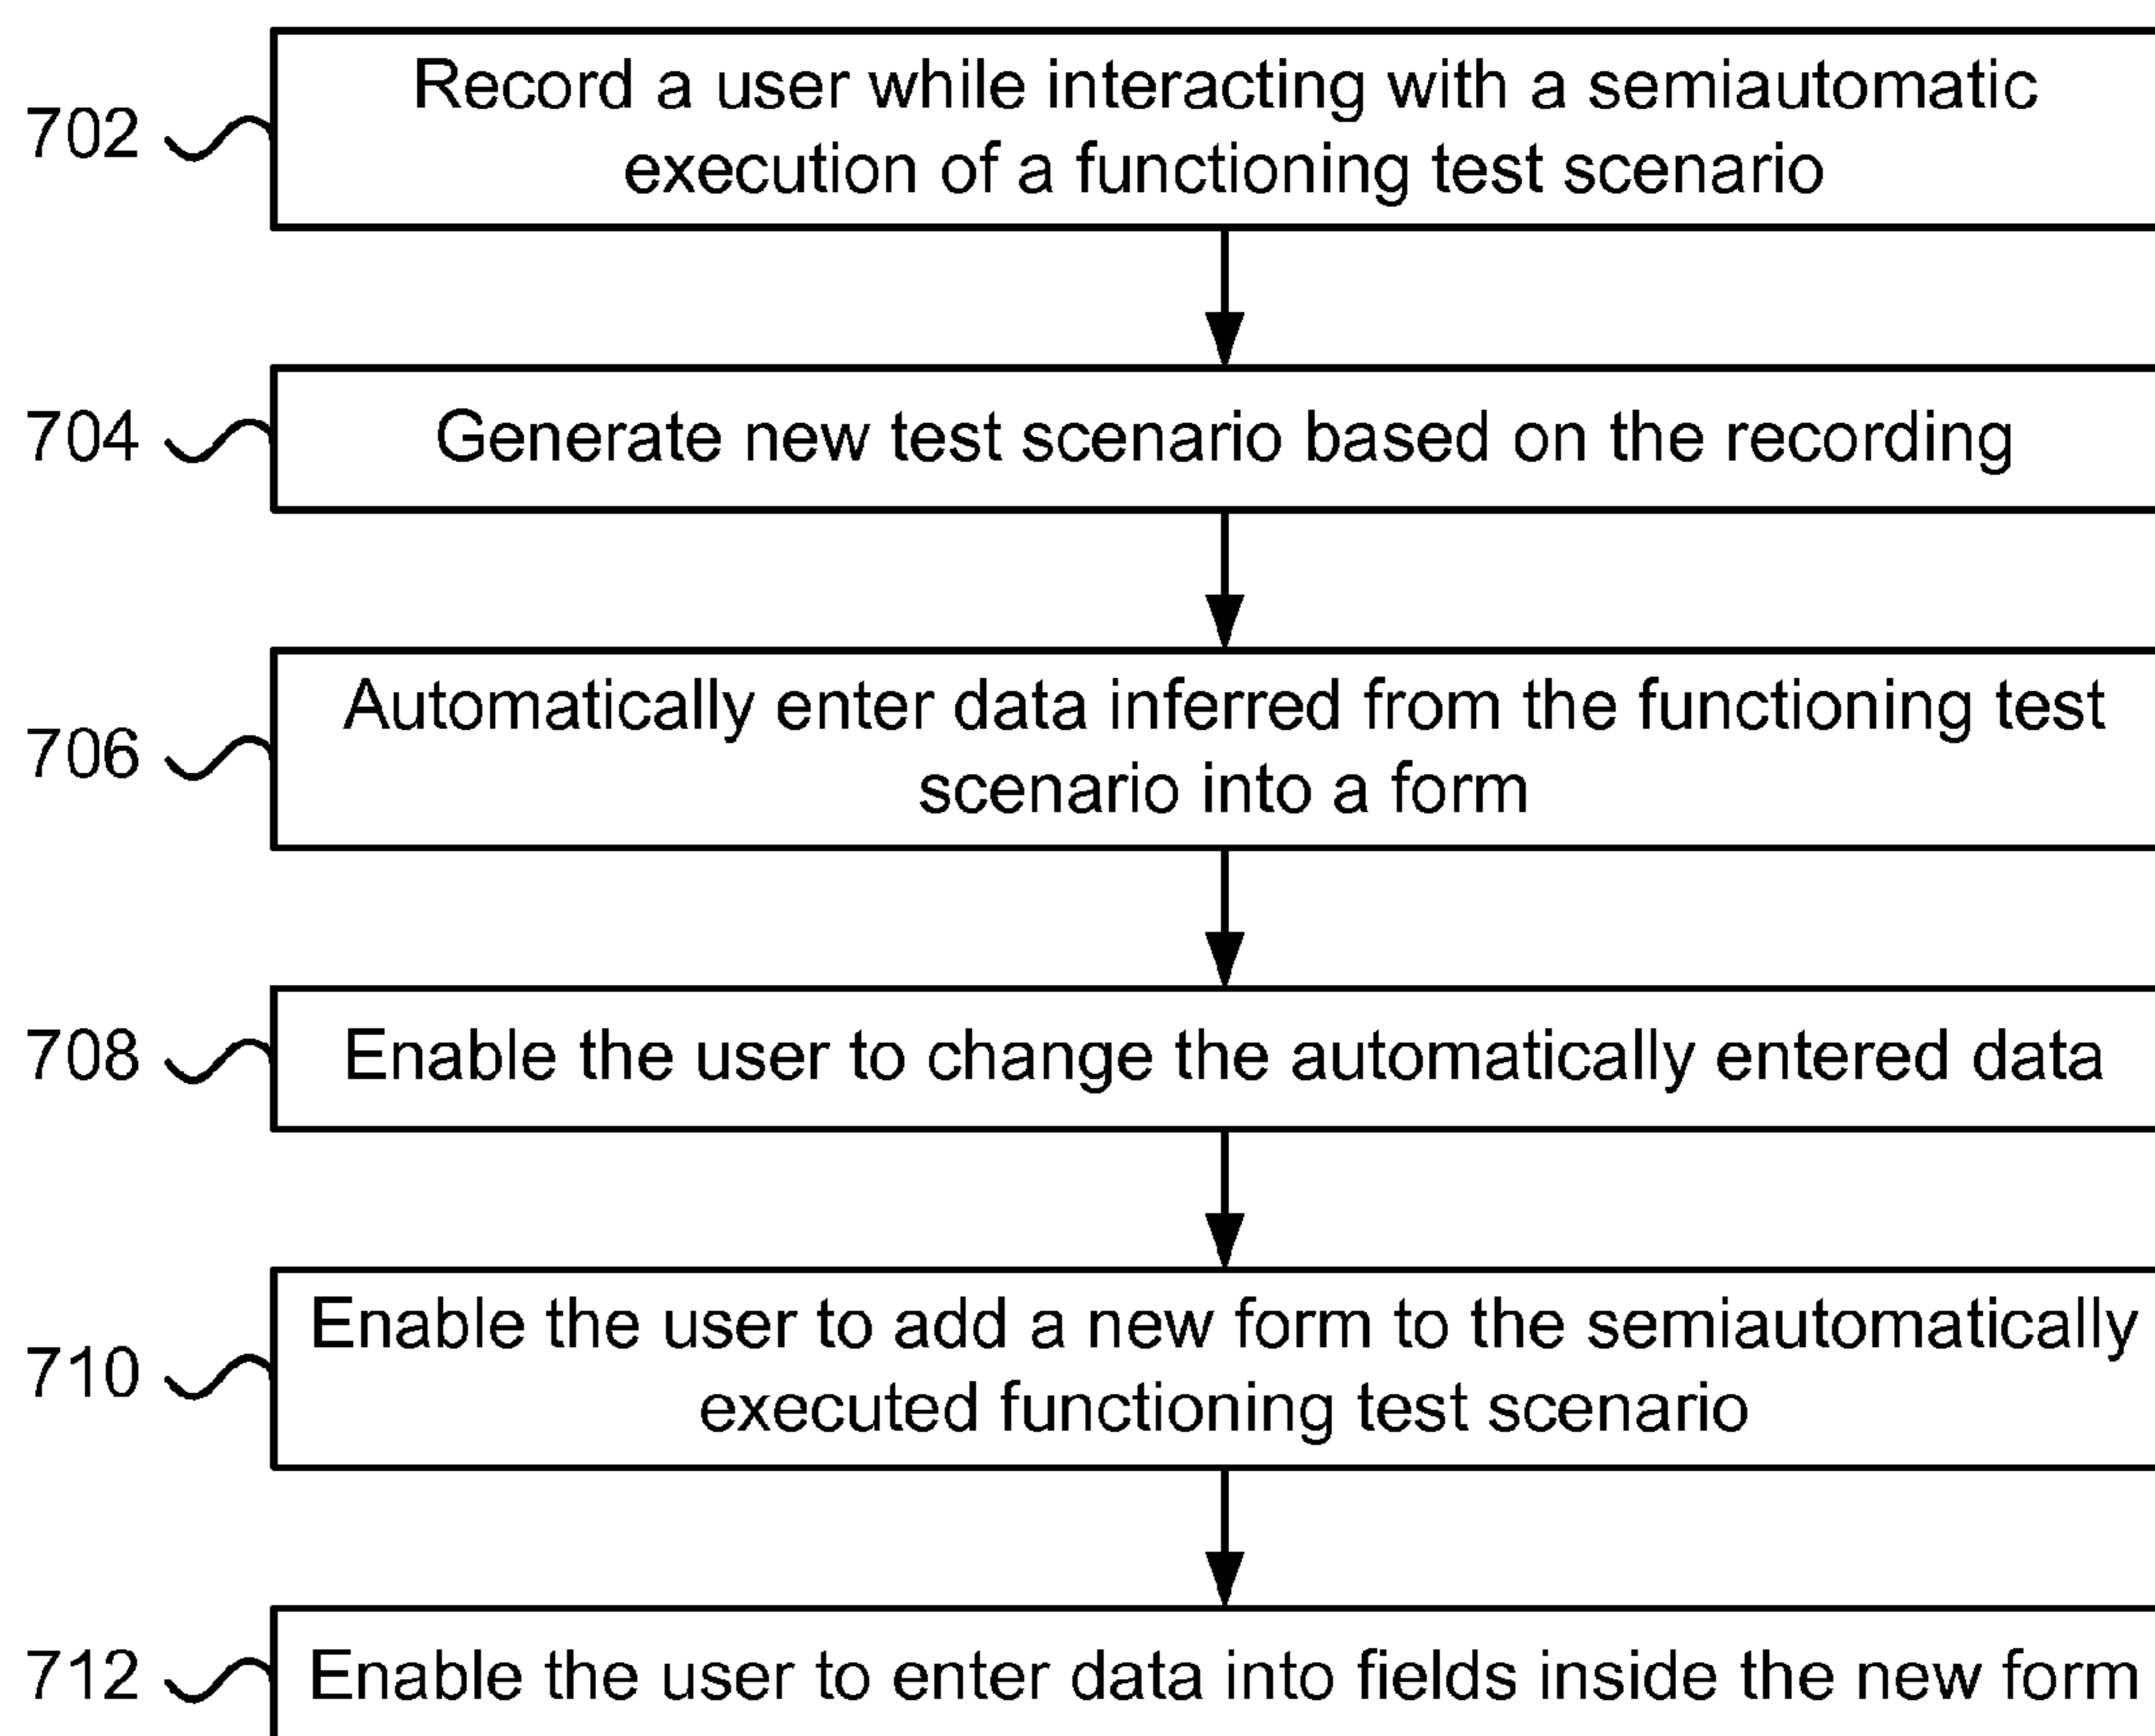 702
Record a user while interacting with a semiautomatic
execution of a functioning test scenario
704
Generate new test scenario based on the recording
706
Automatically enter data inferred from the functioning test
scenario into a form
708
Enable the user to change the automatically entered data
710
Enable the user to add a new form to the semiautomatically
executed functioning test scenario
712
Enable the user to enter data into fields inside the new form